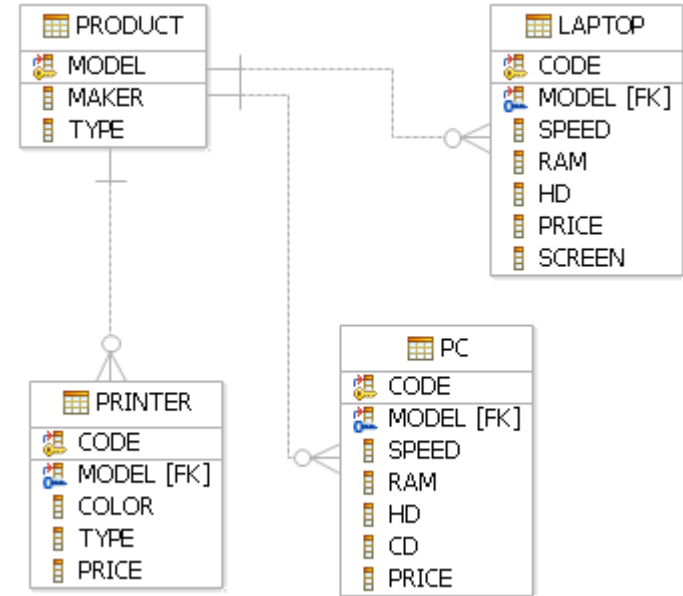 PRODUCT
MODEL
MAKER
TYPE
LAPTOP
CODE
MODEL [FK]
SPEED
RAM
HD
PRICE
SCREEN
PRINTER
CODE
MODEL [FK]
COLOR
TYPE
PRICE
PC
CODE
MODEL [FK]
SPEED
RAM
HD
CD
PRICE